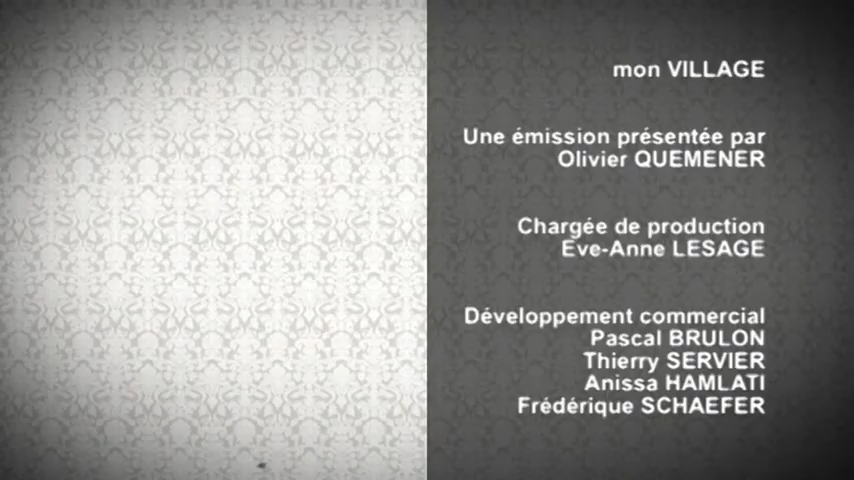 mon VILLAGE
Une émission présentée par
Olivier QUEMENER
Chargée de production
Eve-Anne LESAGE
Développement commercial
Pascal BRULON
Thierry SERVIER
Anissa HAMLATI
Frédérique SCHAEFER